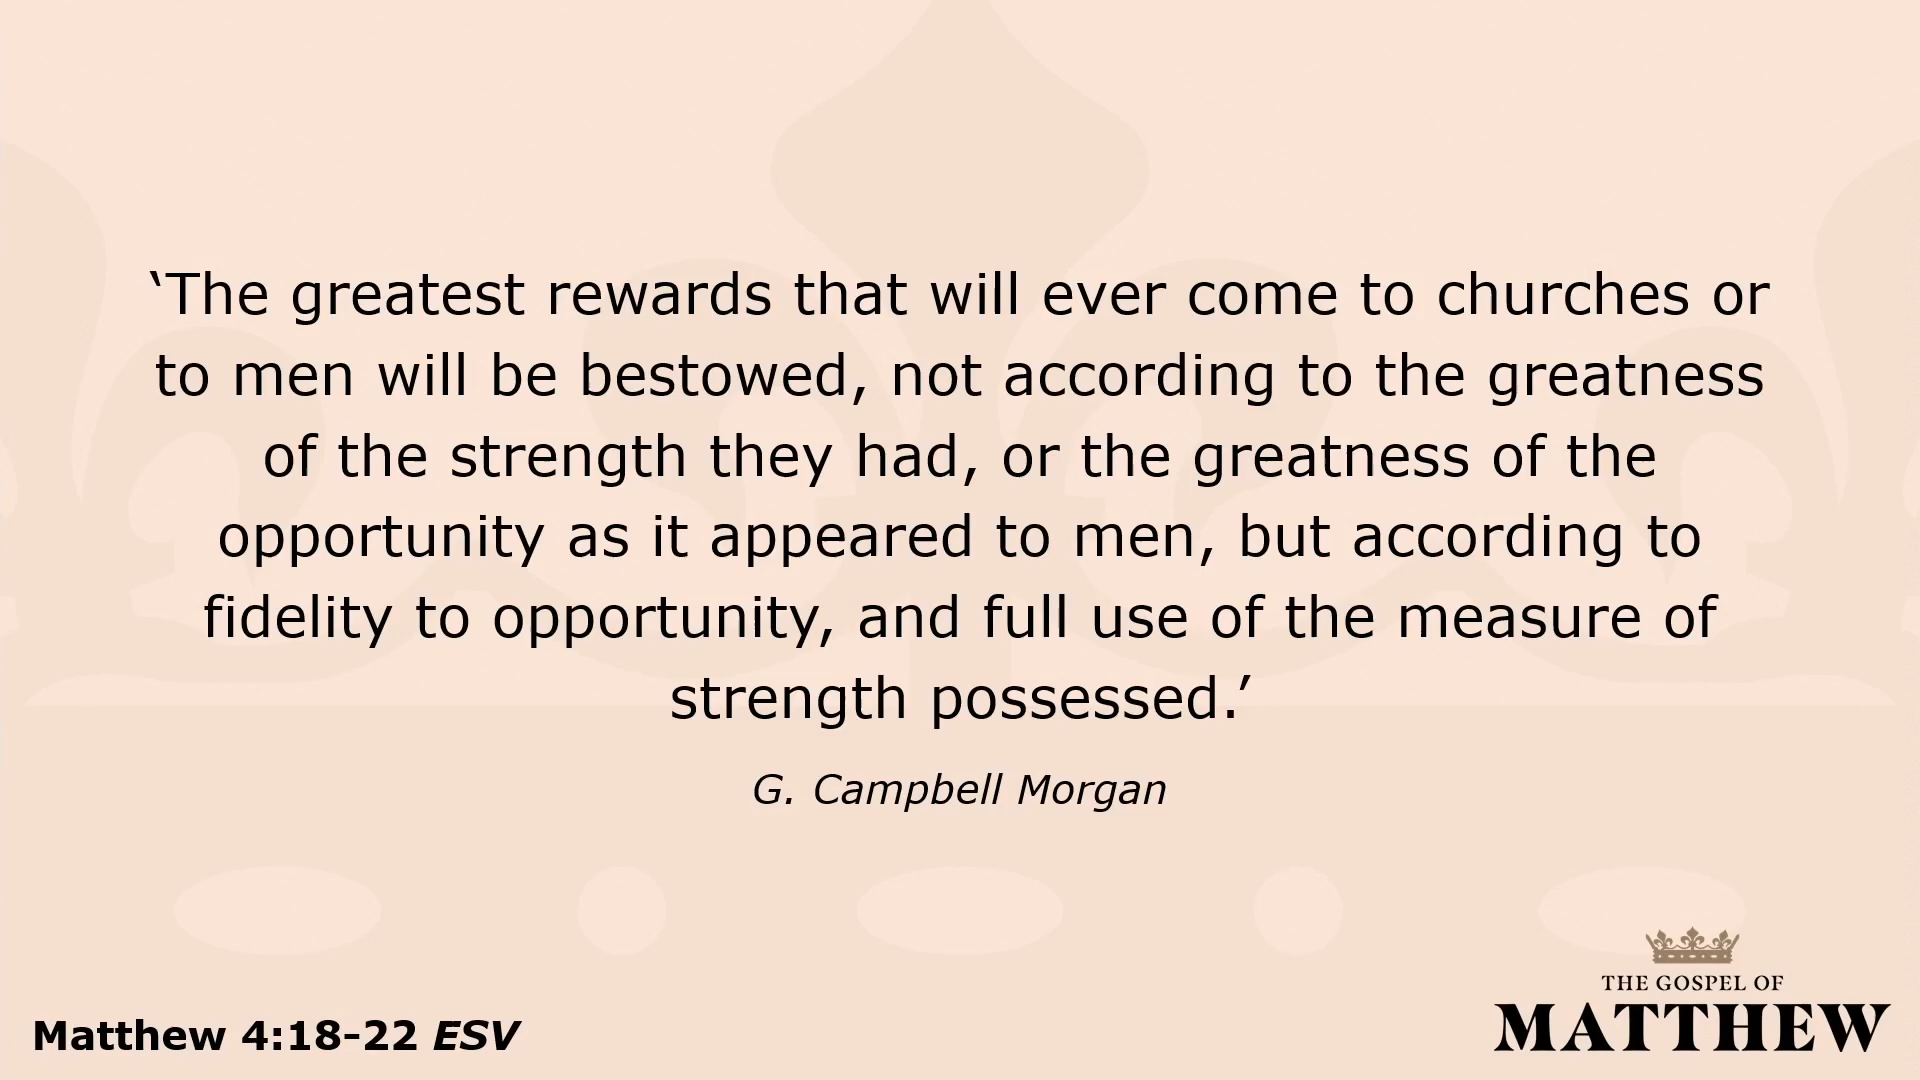 ‘The greatest rewards that will ever come to churches or
to men will be bestowed, not according to the greatness
of the strength they had, or the greatness of the
opportunity as it appeared to men, but according to
fidelity to opportunity, and full use of the measure of
strength possessed.’
G. Campbell Morgan
Matthew 4:18–22 ESV
THE GOSPEL OF
MATTHEW